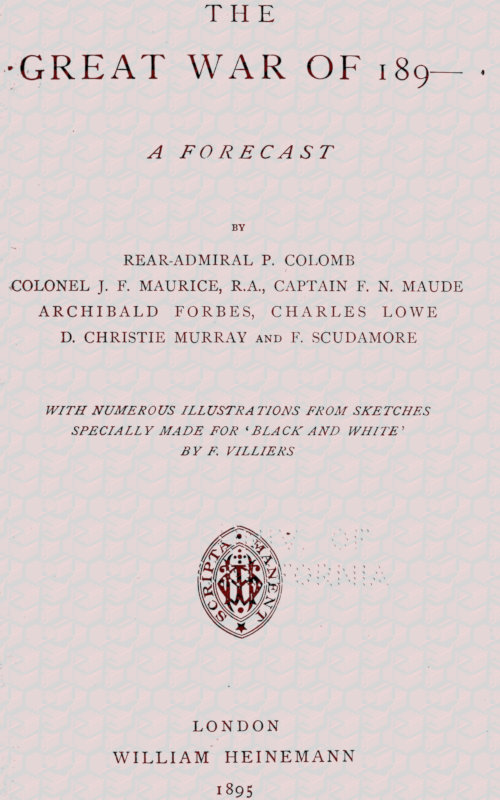 THE
GREAT WAR OF 189—
A FORECAST
BY
REAR-ADMIRAL P. COLOMB
COLONEL J. F. MAURICE, R.A., CAPTAIN F. N. MAUDE
ARCHIBALD FORBES, CHARLES LOWE
D. CHRISTIE MURRAY AND F. SCUDAMORE
WITH NUMEROUS ILLUSTRATIONS FROM SKETCHES
SPECIALLY MADE FOR ‘BLACK AND WHITE’
BY F. VILLIERS
SCRIPTA MANENT
OF
LONDON
WILLIAM HEINEMANN
1895